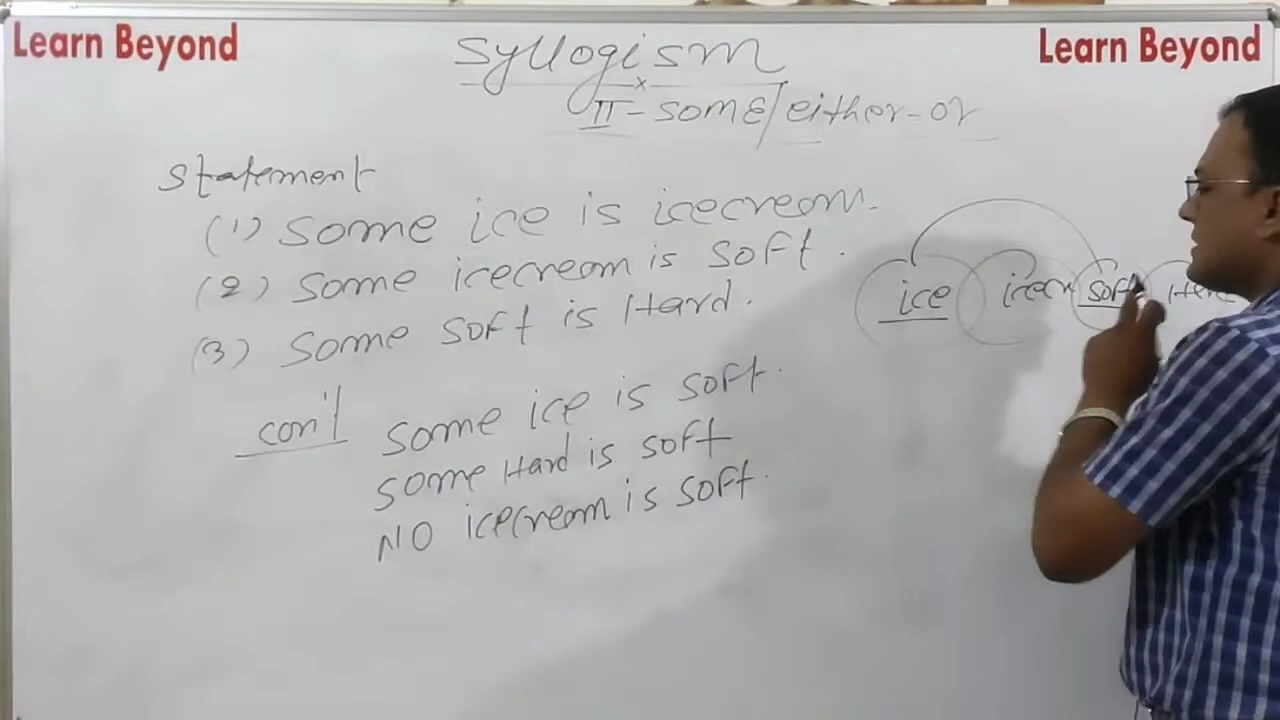 Learn Beyond
Learn Beyond
Syllogism
II - some/either-or
Statement
(1) Some ice is icecream.
(2) Some icecream is soft.
(3) Some soft is Hard.
con'l
Some ice is soft.
Some Hard is soft
NO icecream is soft.
ice
soft